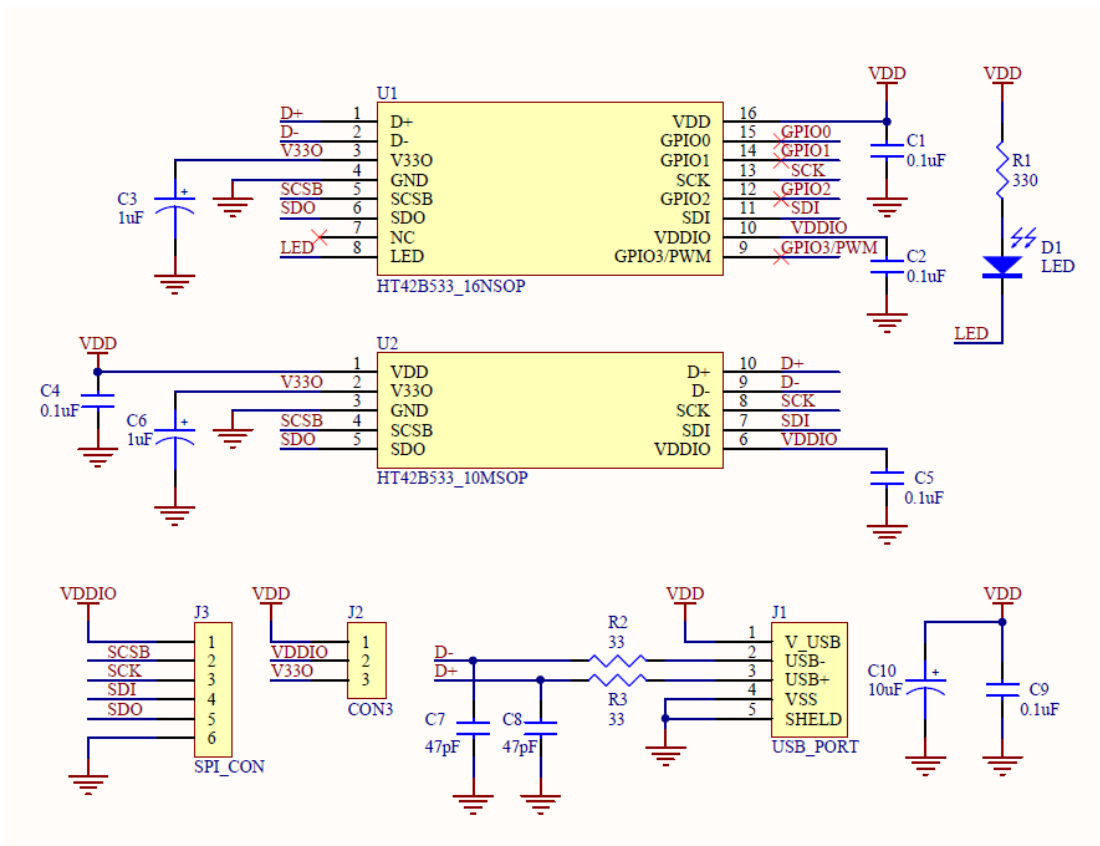 VDD
VDD
U1
D+ 1 D+ VDD 16
D- 2 D- GPIO0 15 GPIO0
V33O 3 V33O GPIO1 14 GPIO1
4 GND SCK 13 SCK
SCSB 5 SCSB GPIO2 12 GPIO2
SDO 6 SDO SDI 11 SDI
7 NC VDDIO 10 VDDIO
LED 8 LED GPIO3/PWM 9 GPIO3/PWM
HT42B533_16NSOP
C3
1uF
C1
0.1uF
R1
330
C2
0.1uF
D1
LED
LED
VDD
U2
1 VDD D+ 10 D+
V33O 2 V33O D- 9 D-
3 GND SCK 8 SCK
SCSB 4 SCSB SDI 7 SDI
SDO 5 SDO VDDIO 6 VDDIO
HT42B533_10MSOP
C4
0.1uF
C6
1uF
C5
0.1uF
VDDIO
J3
1
SCSB 2
SCK 3
SDI 4
SDO 5
6
SPI_CON
VDD
J2
1
VDDIO 2
V33O 3
CON3
D-
D+
R2
33
R3
33
C7
47pF
C8
47pF
VDD
J1
1 V_USB
2 USB-
3 USB+
4 VSS
5 SHELD
USB_PORT
VDD
C10
10uF
C9
0.1uF